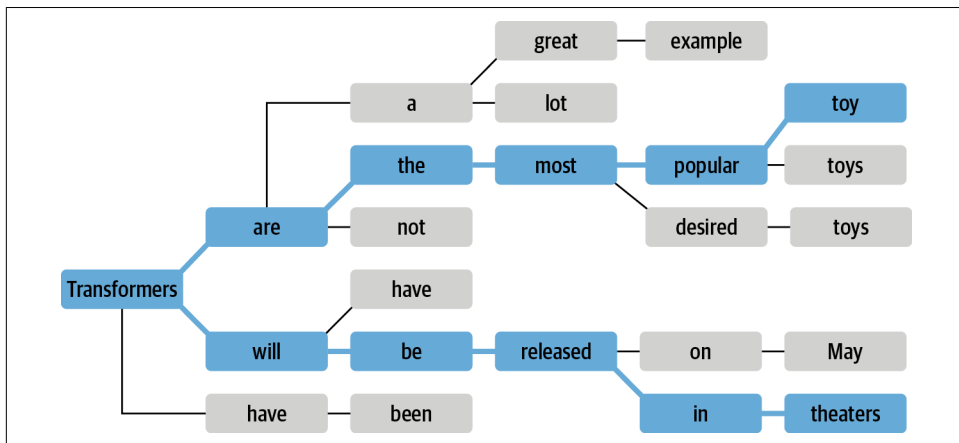 great example
a lot toy
the most popular toys
are not desired toys
Transformers have
will be released on May
have been in theaters